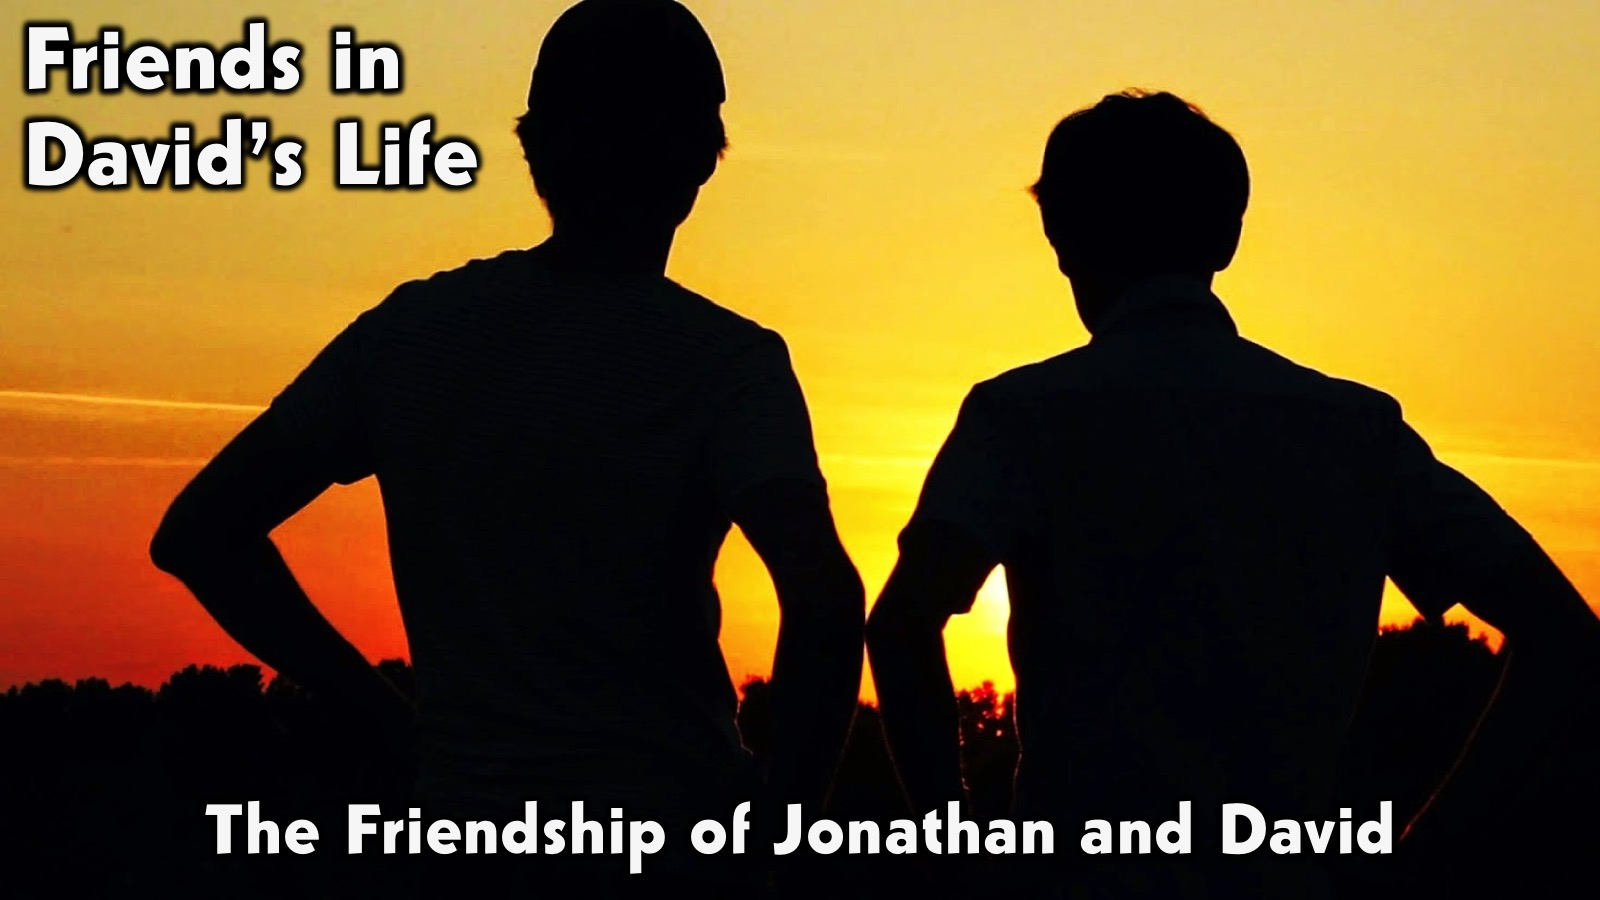 Friends in
David's Life
The Friendship of Jonathan and David